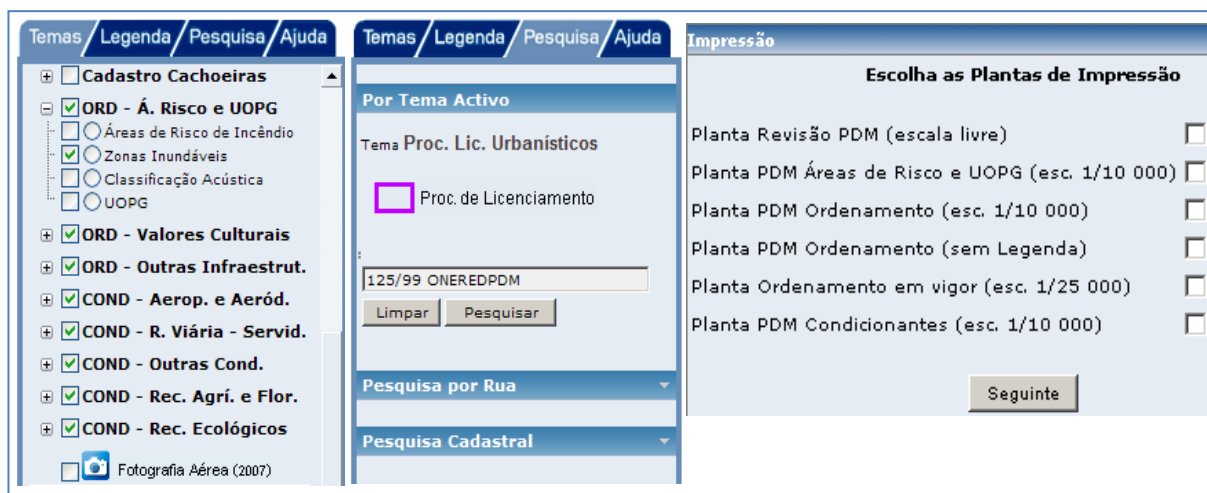 Temas Legenda Pesquisa Ajuda
Cadastro Cachoeiras
ORD - Á. Risco e UOPG
Áreas de Risco de Incêndio
Zonas Inundáveis
Classificação Acústica
UOPG
ORD - Valores Culturais
ORD - Outras Infraestrut.
COND - Aerop. e Aeród.
COND - R. Viária - Servid.
COND - Outras Cond.
COND - Rec. Agrí. e Flor.
COND - Rec. Ecológicos
Fotografia Aérea (2007)
Temas Legenda Pesquisa Ajuda
Por Tema Activo
Tema Proc. Lic. Urbanísticos
Proc. de Licenciamento
:
125/99 ONEREDPDM
Limpar Pesquisar
Pesquisa por Rua
Pesquisa Cadastral
Impressão
Escolha as Plantas de Impressão
Planta Revisão PDM (escala livre)
Planta PDM Áreas de Risco e UOPG (esc. 1/10 000)
Planta PDM Ordenamento (esc. 1/10 000)
Planta PDM Ordenamento (sem Legenda)
Planta Ordenamento em vigor (esc. 1/25 000)
Planta PDM Condicionantes (esc. 1/10 000)
Seguinte